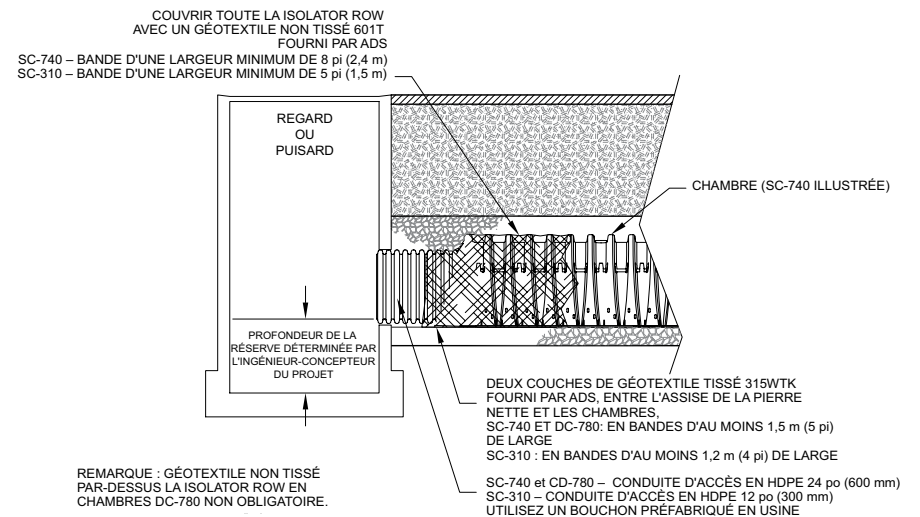 COUVRIR TOUTE LA ISOLATOR ROW
AVEC UN GÉOTEXTILE NON TISSÉ 601T
FOURNI PAR ADS
SC-740 – BANDE D'UNE LARGEUR MINIMUM DE 8 pi (2,4 m)
SC-310 – BANDE D'UNE LARGEUR MINIMUM DE 5 pi (1,5 m)
REGARD
OU
PUISARD
CHAMBRE (SC-740 ILLUSTRÉE)
PROFONDEUR DE LA
RÉSERVE DÉTERMINÉE PAR
L'INGÉNIEUR-CONCEPTEUR
DU PROJET
DEUX COUCHES DE GÉOTEXTILE TISSÉ 315WTK
FOURNI PAR ADS, ENTRE L'ASSISE DE LA PIERRE
NETTE ET LES CHAMBRES,
SC-740 ET DC-780: EN BANDES D'AU MOINS 1,5 m (5 pi)
DE LARGE
SC-310 : EN BANDES D'AU MOINS 1,2 m (4 pi) DE LARGE
REMARQUE : GÉOTEXTILE NON TISSÉ
PAR-DESSUS LA ISOLATOR ROW EN
CHAMBRES DC-780 NON OBLIGATOIRE.
SC-740 et CD-780 – CONDUITE D'ACCÈS EN HDPE 24 po (600 mm)
SC-310 – CONDUITE D'ACCÈS EN HDPE 12 po (300 mm)
UTILISEZ UN BOUCHON PRÉFABRIQUÉ EN USINE